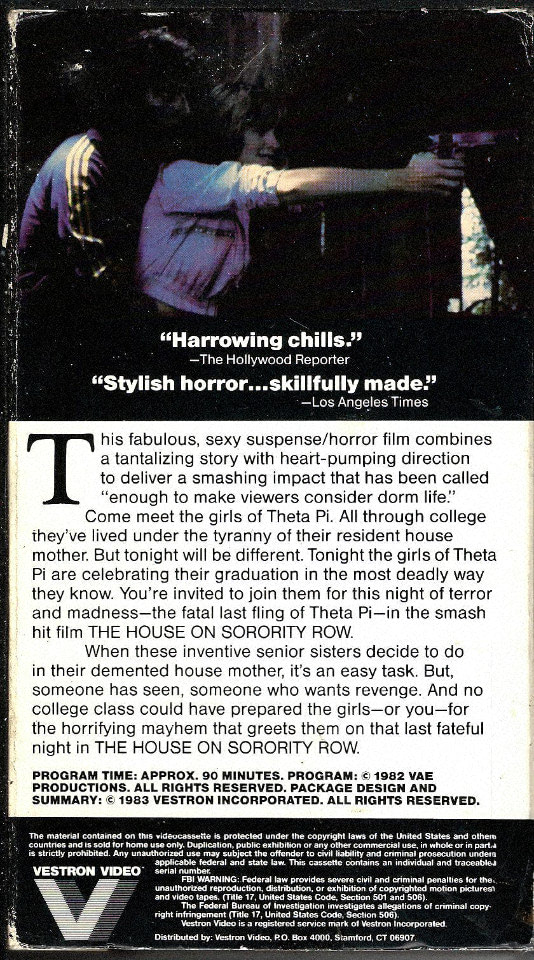 “Harrowing chills.”
—The Hollywood Reporter
“Stylish horror...skillfully made.”
—Los Angeles Times
This fabulous, sexy suspense/horror film combines
a tantalizing story with heart-pumping direction
to deliver a smashing impact that has been called
“enough to make viewers consider dorm life.”
Come meet the girls of Theta Pi. All through college
they’ve lived under the tyranny of their resident house
mother. But tonight will be different. Tonight the girls of Theta
Pi are celebrating their graduation in the most deadly way
they know. You’re invited to join them for this night of terror
and madness—the fatal last fling of Theta Pi—in the smash
hit film THE HOUSE ON SORORITY ROW.
When these inventive senior sisters decide to do
in their demented house mother, it’s an easy task. But,
someone has seen, someone who wants revenge. And no
college class could have prepared the girls—or you—for
the horrifying mayhem that greets them on that last fateful
night in THE HOUSE ON SORORITY ROW.
PROGRAM TIME: APPROX. 90 MINUTES. PROGRAM: © 1982 VAE
PRODUCTIONS. ALL RIGHTS RESERVED. PACKAGE DESIGN AND
SUMMARY: © 1983 VESTRON INCORPORATED. ALL RIGHTS RESERVED.
The material contained on this videocassette is protected under the copyright laws of the United States and other
countries and is sold for home use only. Duplication, public exhibition or any other commercial use, in whole or in part
is strictly prohibited. Any unauthorized use may subject the offender to civil liability and criminal prosecution under
applicable federal and state law. This cassette contains an individual and traceable
serial number.
VESTRON VIDEO
FBI WARNING: Federal law provides severe civil and criminal penalties for the
unauthorized reproduction, distribution, or exhibition of copyrighted motion pictures
and video tapes. (Title 17, United States Code, Section 501 and 506).
The Federal Bureau of Investigation investigates allegations of criminal copy-
right infringement (Title 17, United States Code, Section 506).
Vestron Video is a registered service mark of Vestron Incorporated.
Distributed by: Vestron Video, P.O. Box 4000, Stamford, CT 06907